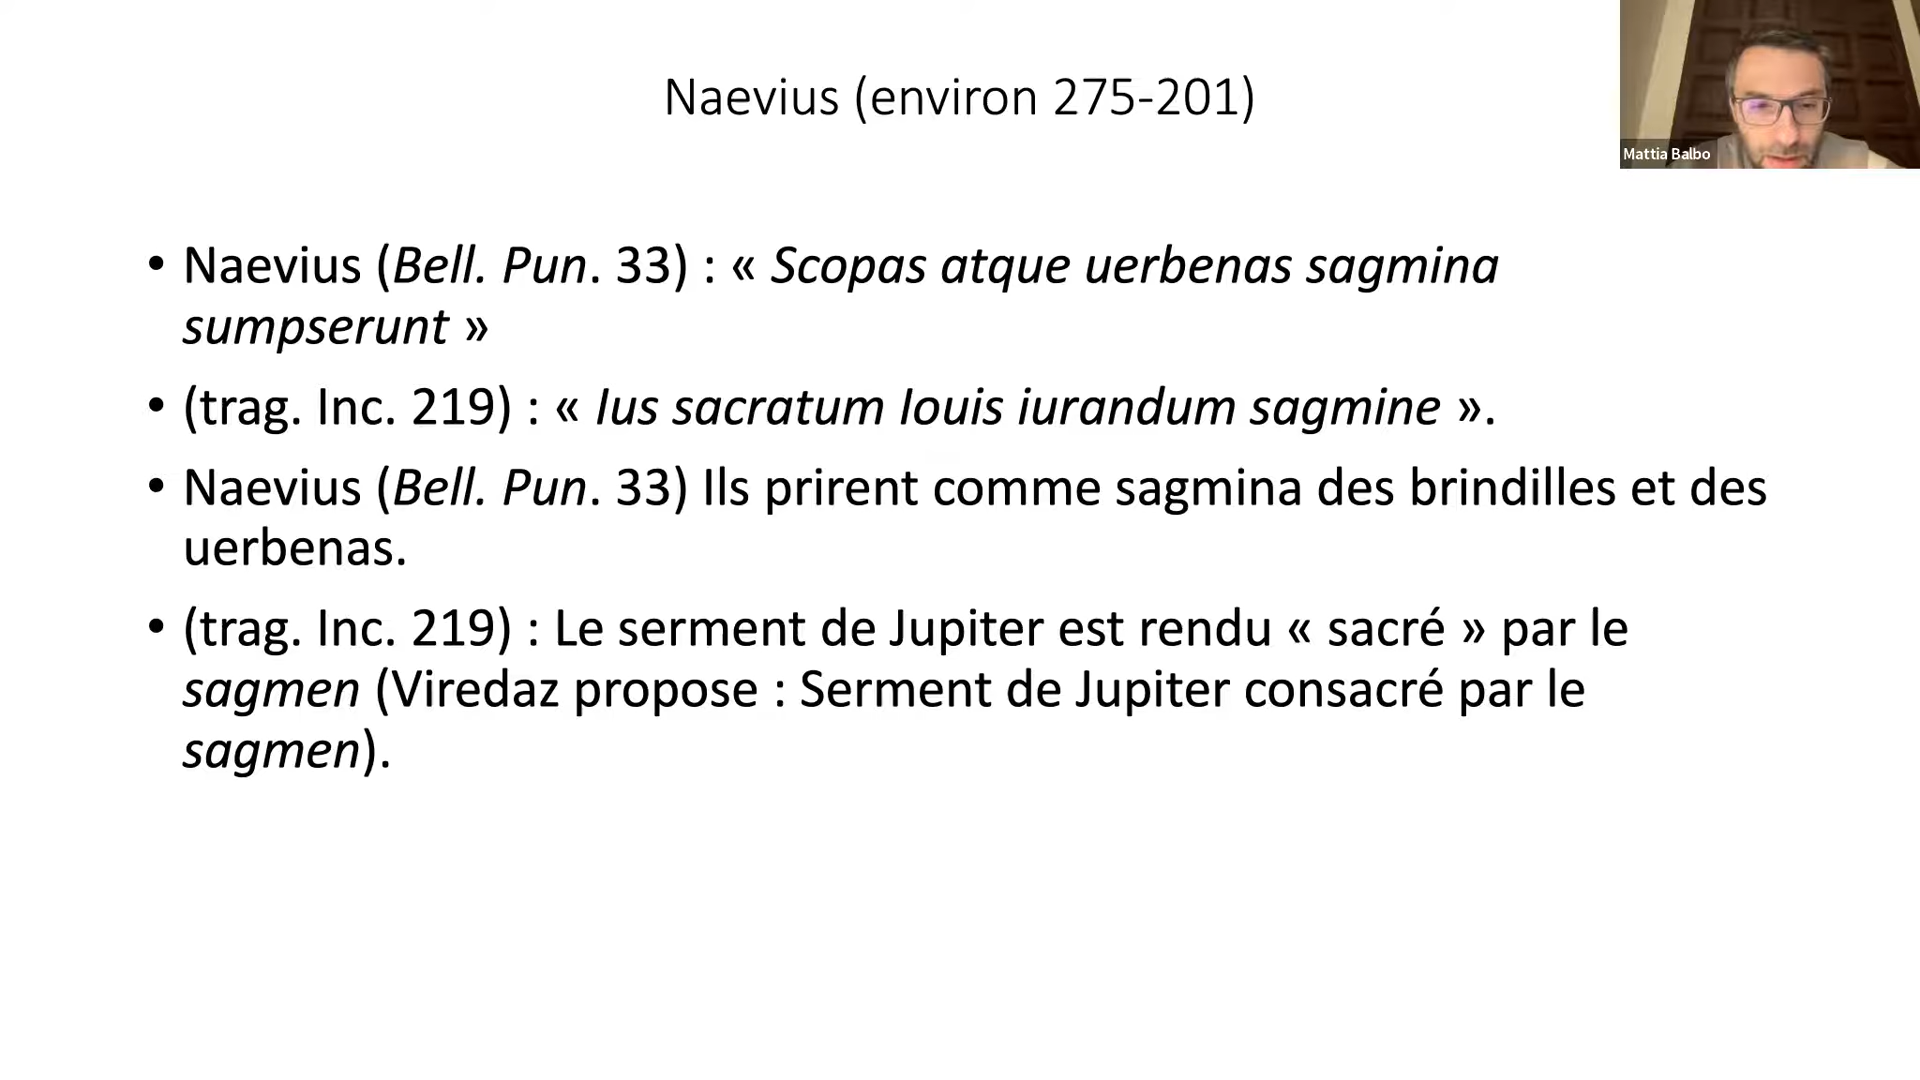 Naevius (environ 275-201)
Mattia Balbo
• Naevius (Bell. Pun. 33) : « Scopas atque uerbenas sagmina
sumpserunt »
• (trag. Inc. 219) : « Ius sacratum Iouis iurandum sagmine ».
• Naevius (Bell. Pun. 33) Ils prirent comme sagmina des brindilles et des
uerbenas.
• (trag. Inc. 219) : Le serment de Jupiter est rendu « sacré » par le
sagmen (Viredaz propose : Serment de Jupiter consacré par le
sagmen).